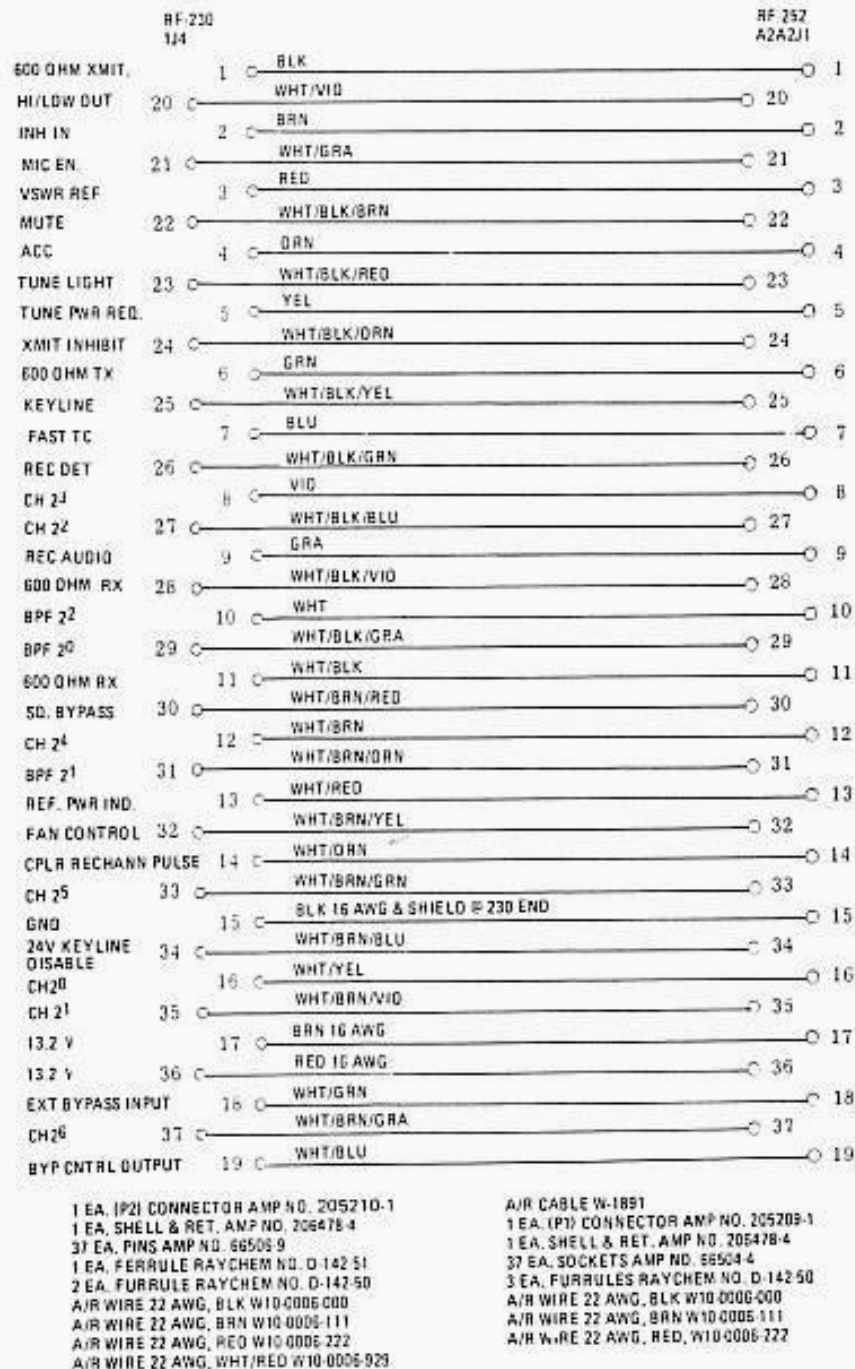 RF-230 RF-252
1J4 A2A2J1
600 OHM XMIT. 1 BLK 1
HI/LOW OUT 20 WHT/VIO 20
INH IN 2 BRN 2
MIC EN. 21 WHT/GRA 21
VSWR REF 3 RED 3
MUTE 22 WHT/BLK/BRN 22
ACC 4 ORN 4
TUNE LIGHT 23 WHT/BLK/RED 23
TUNE PWR REQ. 5 YEL 5
XMIT INHIBIT 24 WHT/BLK/ORN 24
600 OHM TX 6 GRN 6
KEYLINE 25 WHT/BLK/YEL 25
FAST TC 7 BLU 7
REC DET 26 WHT/BLK/GRN 26
CH 2³ 8 VIO 8
CH 2² 27 WHT/BLK/BLU 27
REC AUDIO 9 GRA 9
600 OHM RX 28 WHT/BLK/VIO 28
BPF 2² 10 WHT 10
BPF 2⁰ 29 WHT/BLK/GRA 29
600 OHM RX 11 WHT/BLK 11
SQ. BYPASS 30 WHT/BRN/RED 30
CH 2⁴ 12 WHT/BRN 12
BPF 2¹ 31 WHT/BRN/ORN 31
REF. PWR IND. 13 WHT/RED 13
FAN CONTROL 32 WHT/BRN/YEL 32
CPLR RECHANN PULSE 14 WHT/ORN 14
CH 2⁵ 33 WHT/BRN/GRN 33
GND 15 BLK 16 AWG & SHIELD @ 230 END 15
24V KEYLINE
DISABLE 34 WHT/BRN/BLU 34
CH2⁰ 16 WHT/YEL 16
CH 2¹ 35 WHT/BRN/VIO 35
13.2 V 17 BRN 16 AWG 17
13.2 V 36 RED 16 AWG 36
EXT BYPASS INPUT 18 WHT/GRN 18
CH2⁶ 37 WHT/BRN/GRA 37
BYP CNTRL OUTPUT 19 WHT/BLU 19
1 EA. (P2) CONNECTOR AMP NO. 205210-1
1 EA. SHELL & RET. AMP NO. 206478-4
37 EA. PINS AMP NO. 66506-9
1 EA. FERRULE RAYCHEM NO. D-142-51
2 EA. FURRULE RAYCHEM NO. D-142-50
A/R WIRE 22 AWG, BLK W10-0006-000
A/R WIRE 22 AWG, BRN W10-0006-111
A/R WIRE 22 AWG, RED W10-0006-222
A/R WIRE 22 AWG, WHT/RED W10-0006-929
A/R CABLE W-1891
1 EA. (P1) CONNECTOR AMP NO. 205209-1
1 EA. SHELL & RET. AMP NO. 206478-4
37 EA. SOCKETS AMP NO. 66504-4
3 EA. FURRULES RAYCHEM NO. D-142-50
A/R WIRE 22 AWG, BLK W10-0006-000
A/R WIRE 22 AWG, BRN W10-0006-111
A/R WIRE 22 AWG, RED, W10-0006-222